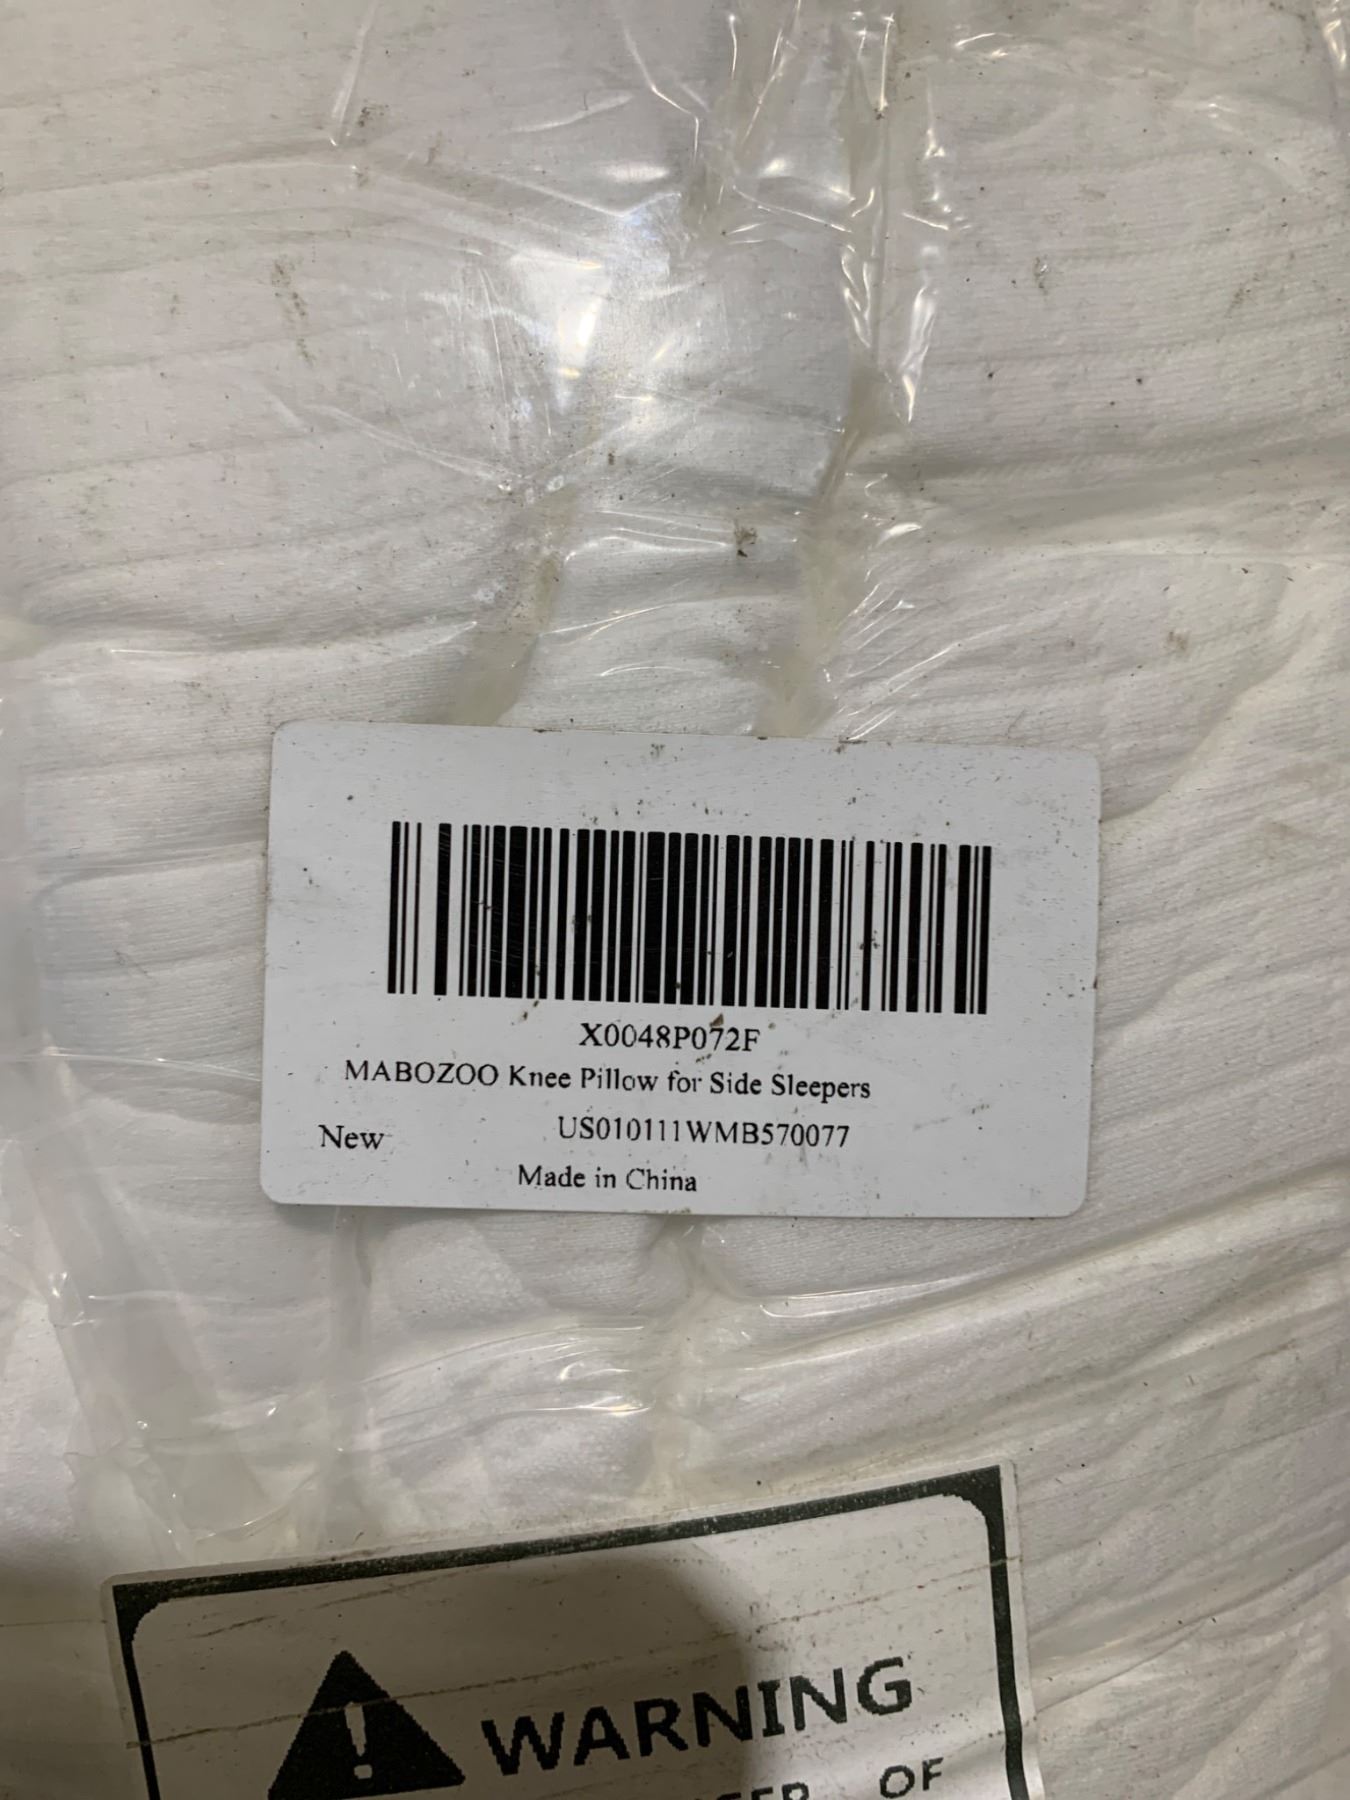 X0048P072F
MABOZOO Knee Pillow for Side Sleepers
New US010111WMB570077
Made in China
WARNING
OF